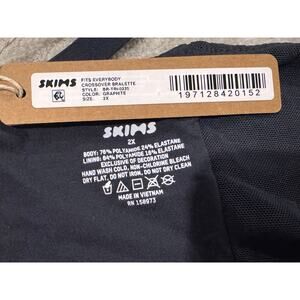 SKIMS
FITS EVERYBODY
CROSSOVER BRALETTE
STYLE: BR-TRI-0235
COLOR: GRAPHITE
SIZE: 2X
197128420152
SKIMS
2X
BODY: 76% POLYAMIDE 24% ELASTANE
LINING: 84% POLYAMIDE 16% ELASTANE
EXCLUSIVE OF DECORATION
HAND WASH COLD, NON-CHLORINE BLEACH
DRY FLAT, DO NOT IRON, DO NOT DRY CLEAN
MADE IN VIETNAM
RN 158973